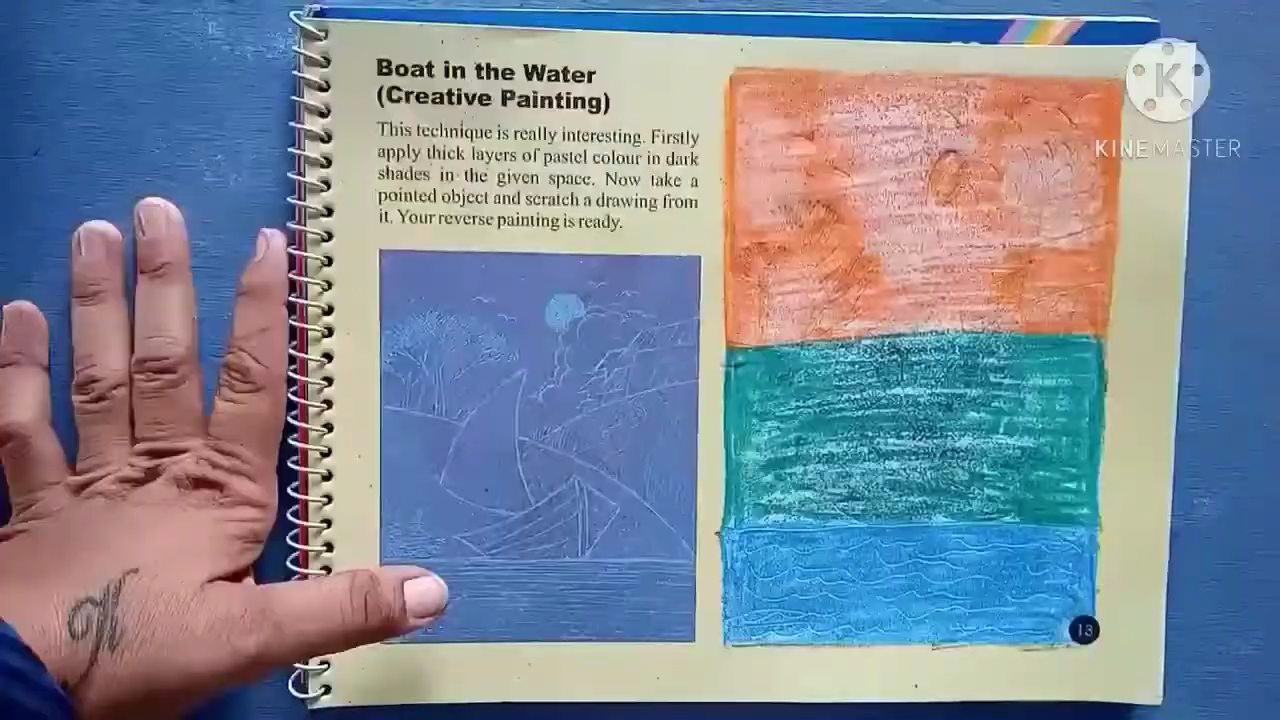 Boat in the Water
(Creative Painting)
This technique is really interesting. Firstly
apply thick layers of pastel colour in dark
shades in the given space. Now take a
pointed object and scratch a drawing from
it. Your reverse painting is ready.
K
KINEMASTER
13